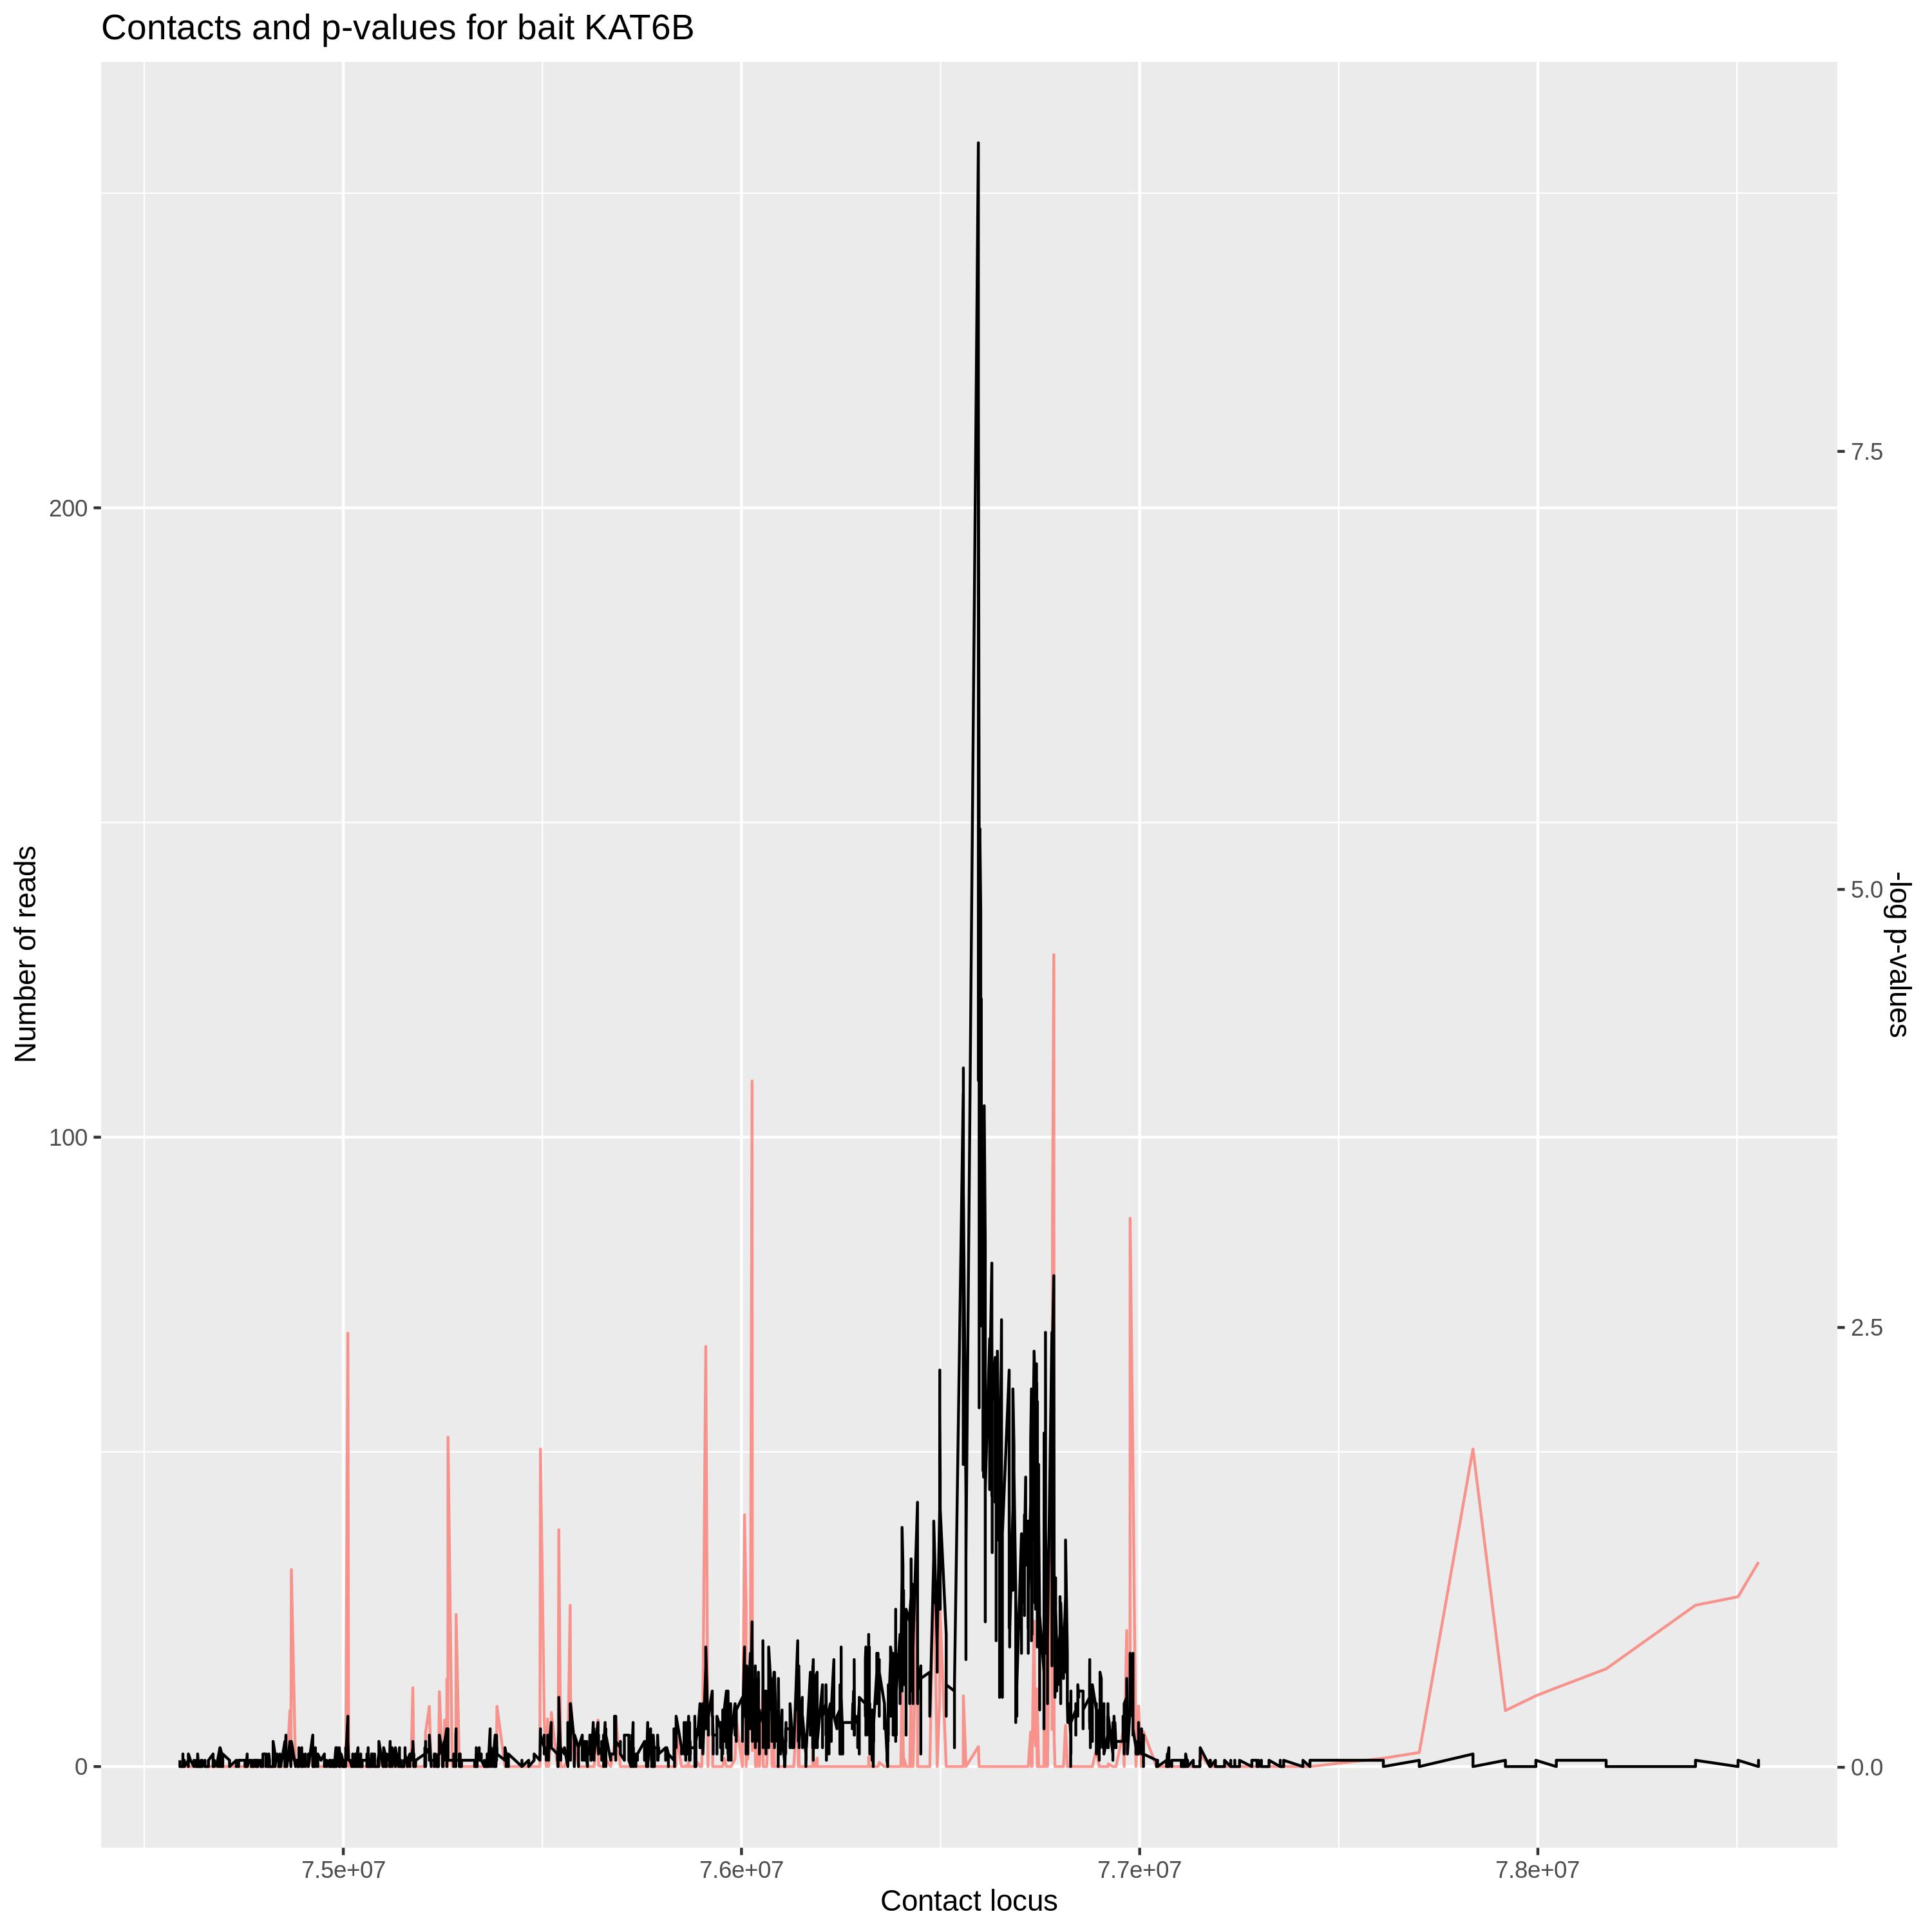 Contacts and p-values for bait KAT6B
200
100
0
Number of reads
7.5
5.0
2.5
0.0
-log p-values
7.5e+07
7.6e+07
7.7e+07
7.8e+07
Contact locus